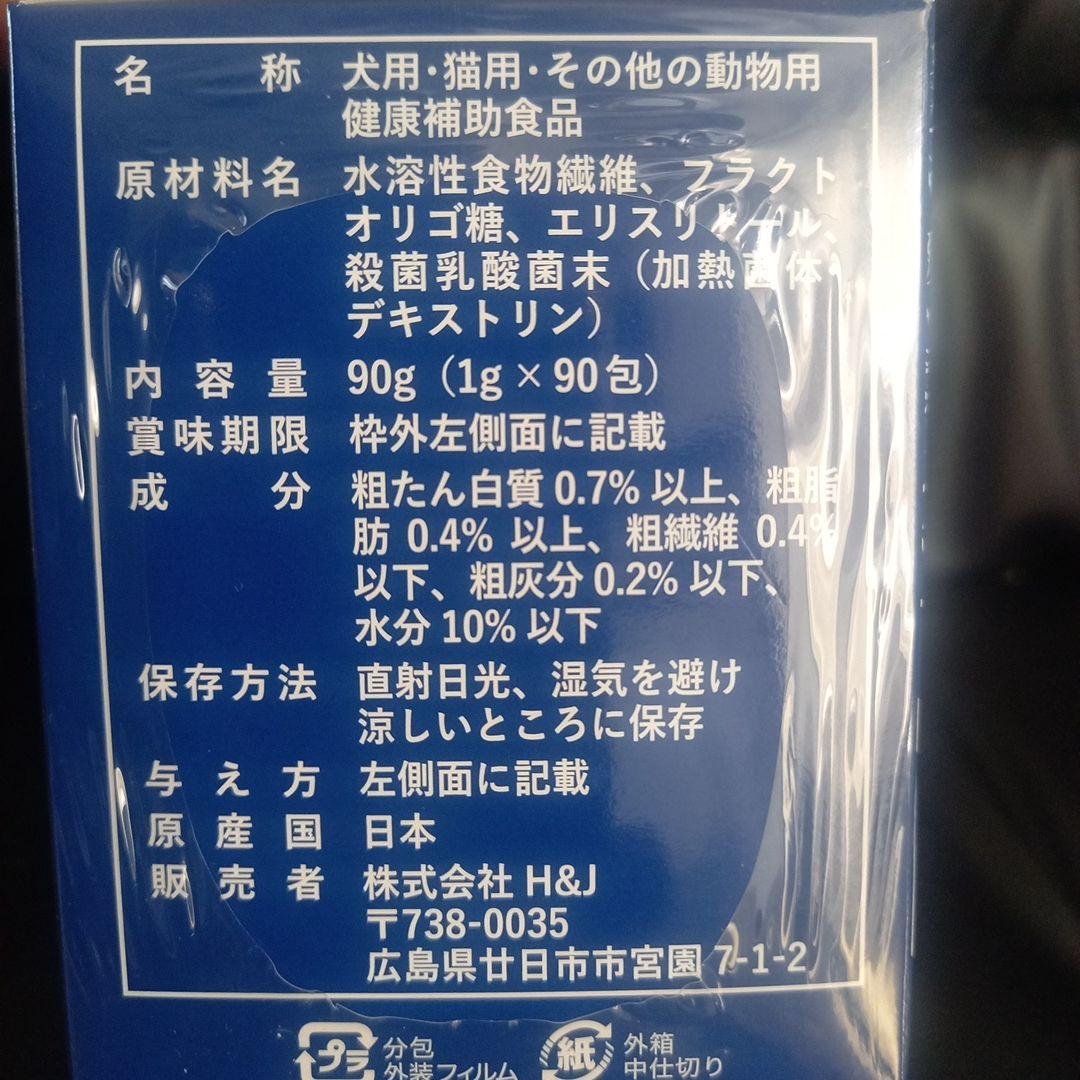 名称 犬用・猫用・その他の動物用
健康補助食品
原材料名 水溶性食物繊維、フラクト
オリゴ糖、エリスリトール、
殺菌乳酸菌末（加熱菌体・
デキストリン）
内容量 90g（1g×90包）
賞味期限 枠外左側面に記載
成分 粗たん白質0.7%以上、粗脂
肪0.4%以上、粗繊維0.4%
以下、粗灰分0.2%以下、
水分10%以下
保存方法 直射日光、湿気を避け
涼しいところに保存
与え方 左側面に記載
原産国 日本
販売者 株式会社H&J
〒738-0035
広島県廿日市市宮園7-1-2
プラ 分包
外装フィルム
紙 外箱
中仕切り